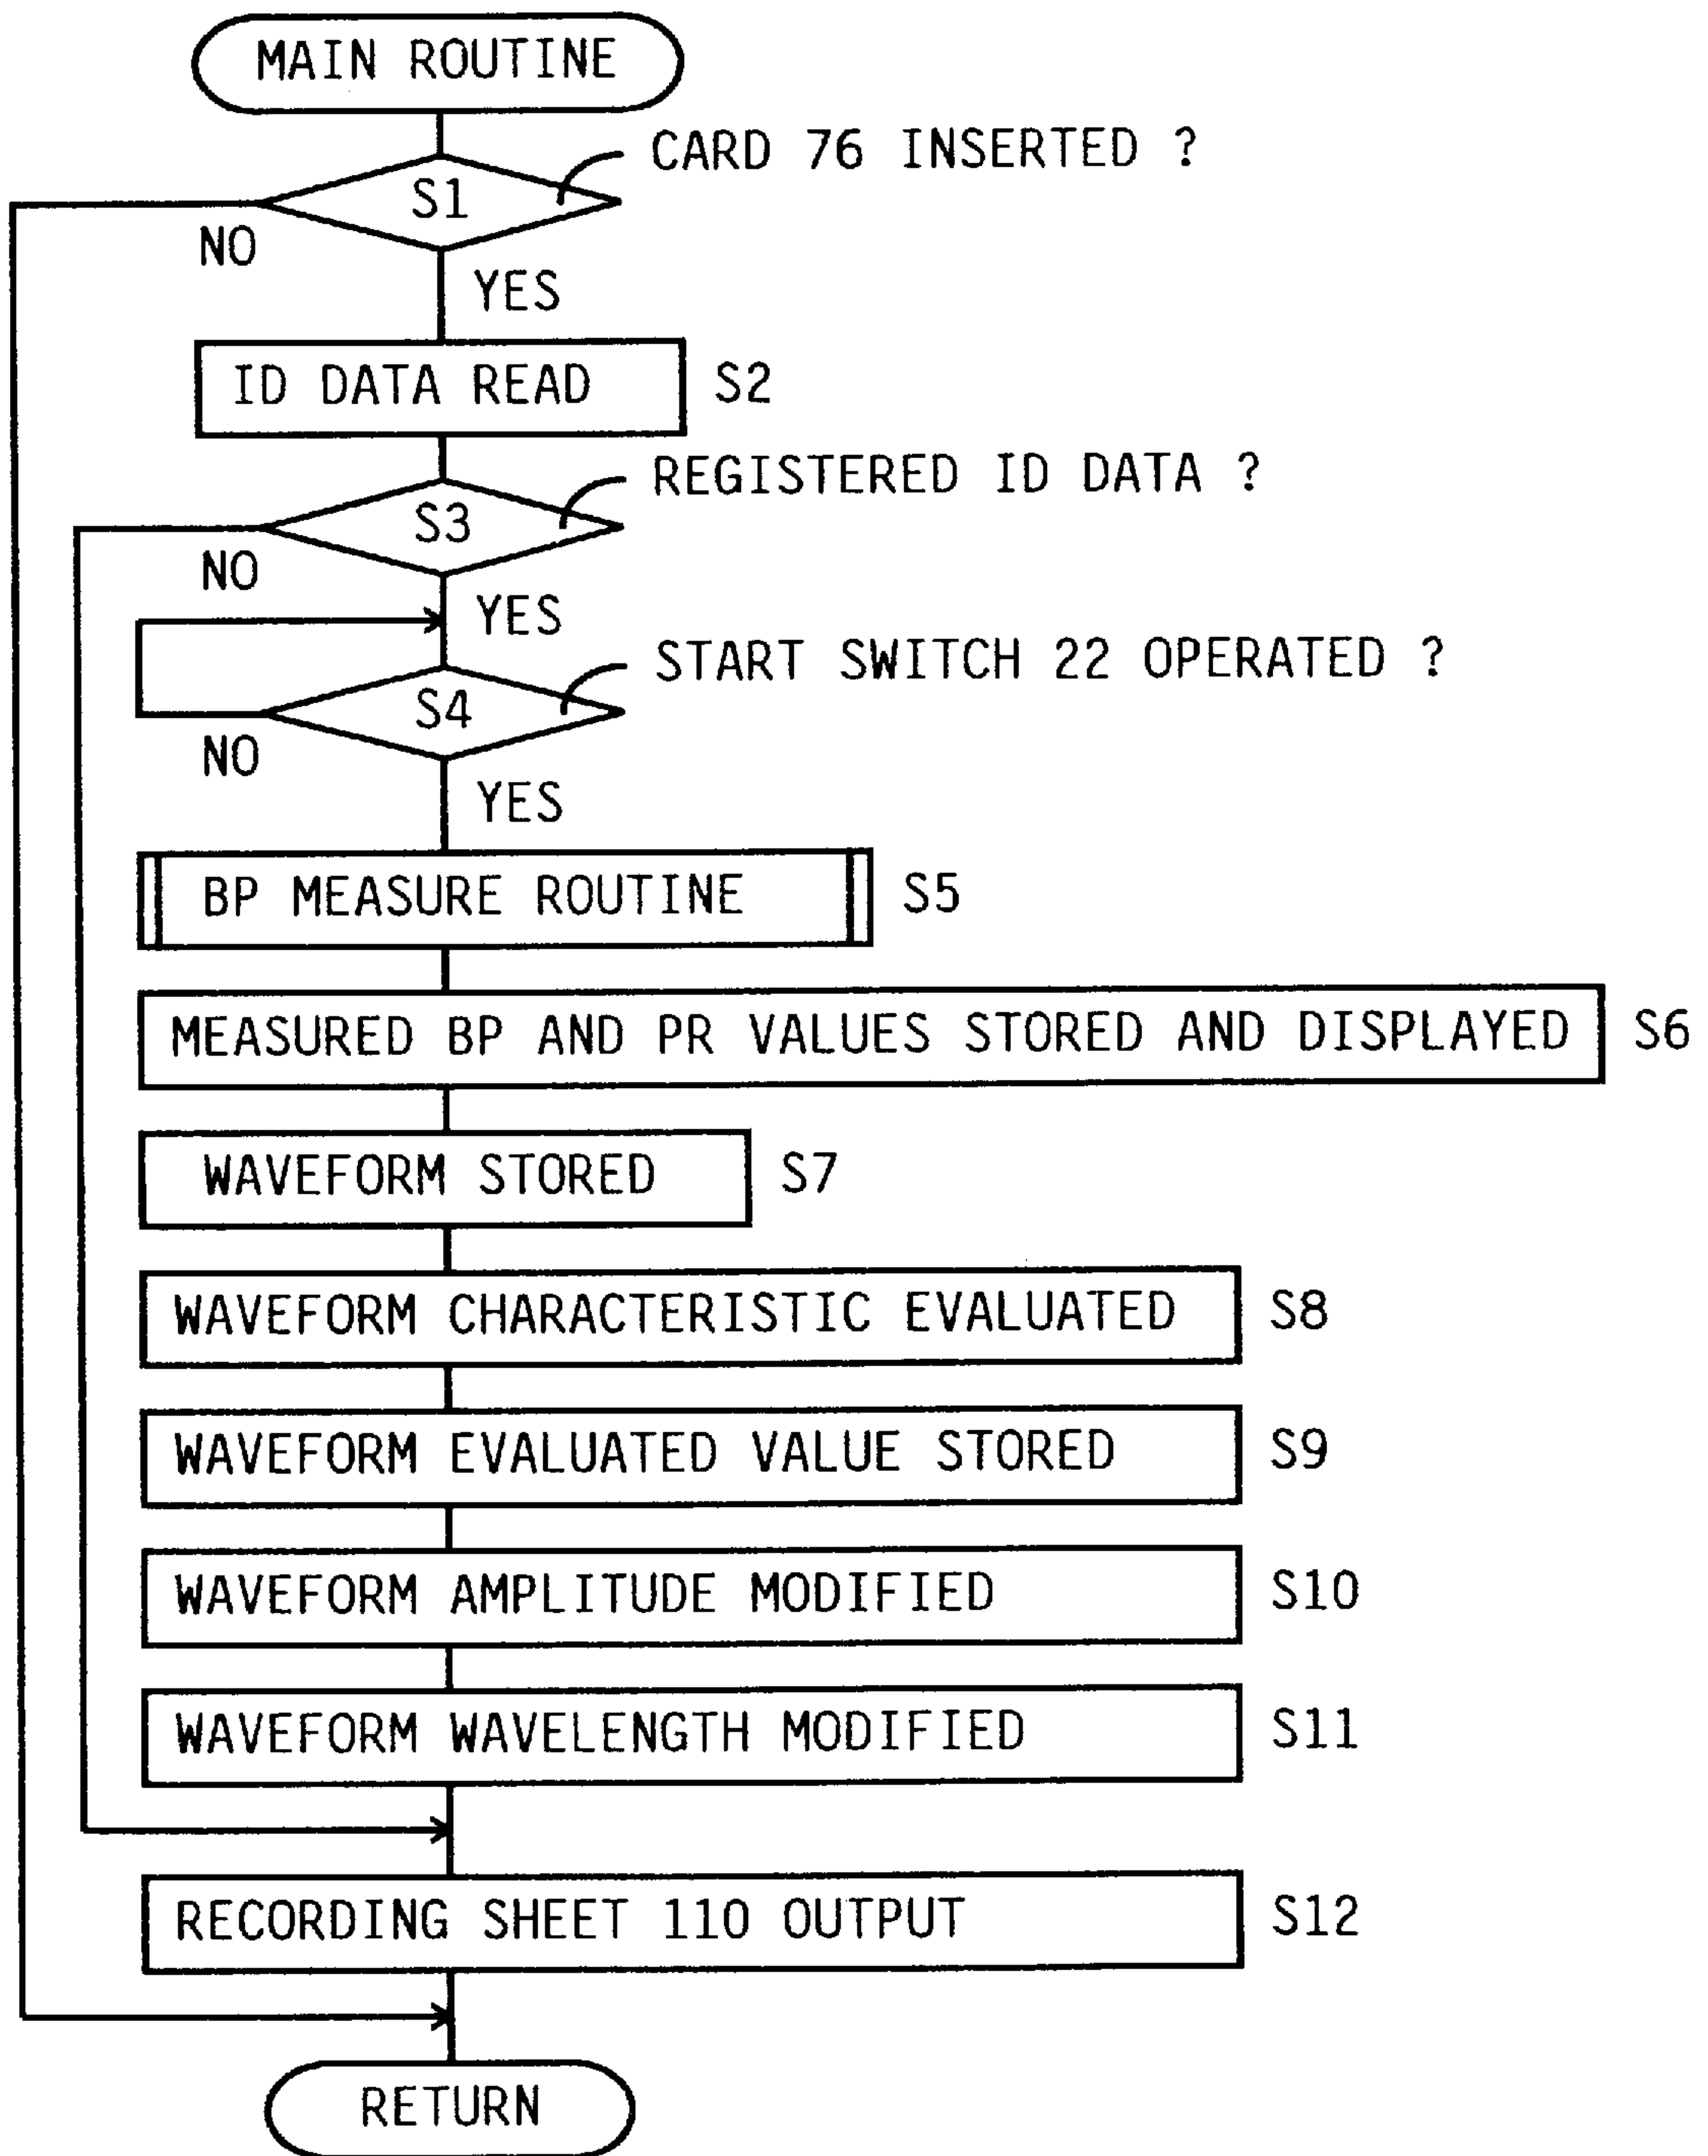 MAIN ROUTINE
CARD 76 INSERTED ?
S1
NO
YES
ID DATA READ S2
REGISTERED ID DATA ?
S3
NO
YES
START SWITCH 22 OPERATED ?
S4
NO
YES
BP MEASURE ROUTINE S5
MEASURED BP AND PR VALUES STORED AND DISPLAYED S6
WAVEFORM STORED S7
WAVEFORM CHARACTERISTIC EVALUATED S8
WAVEFORM EVALUATED VALUE STORED S9
WAVEFORM AMPLITUDE MODIFIED S10
WAVEFORM WAVELENGTH MODIFIED S11
RECORDING SHEET 110 OUTPUT S12
RETURN